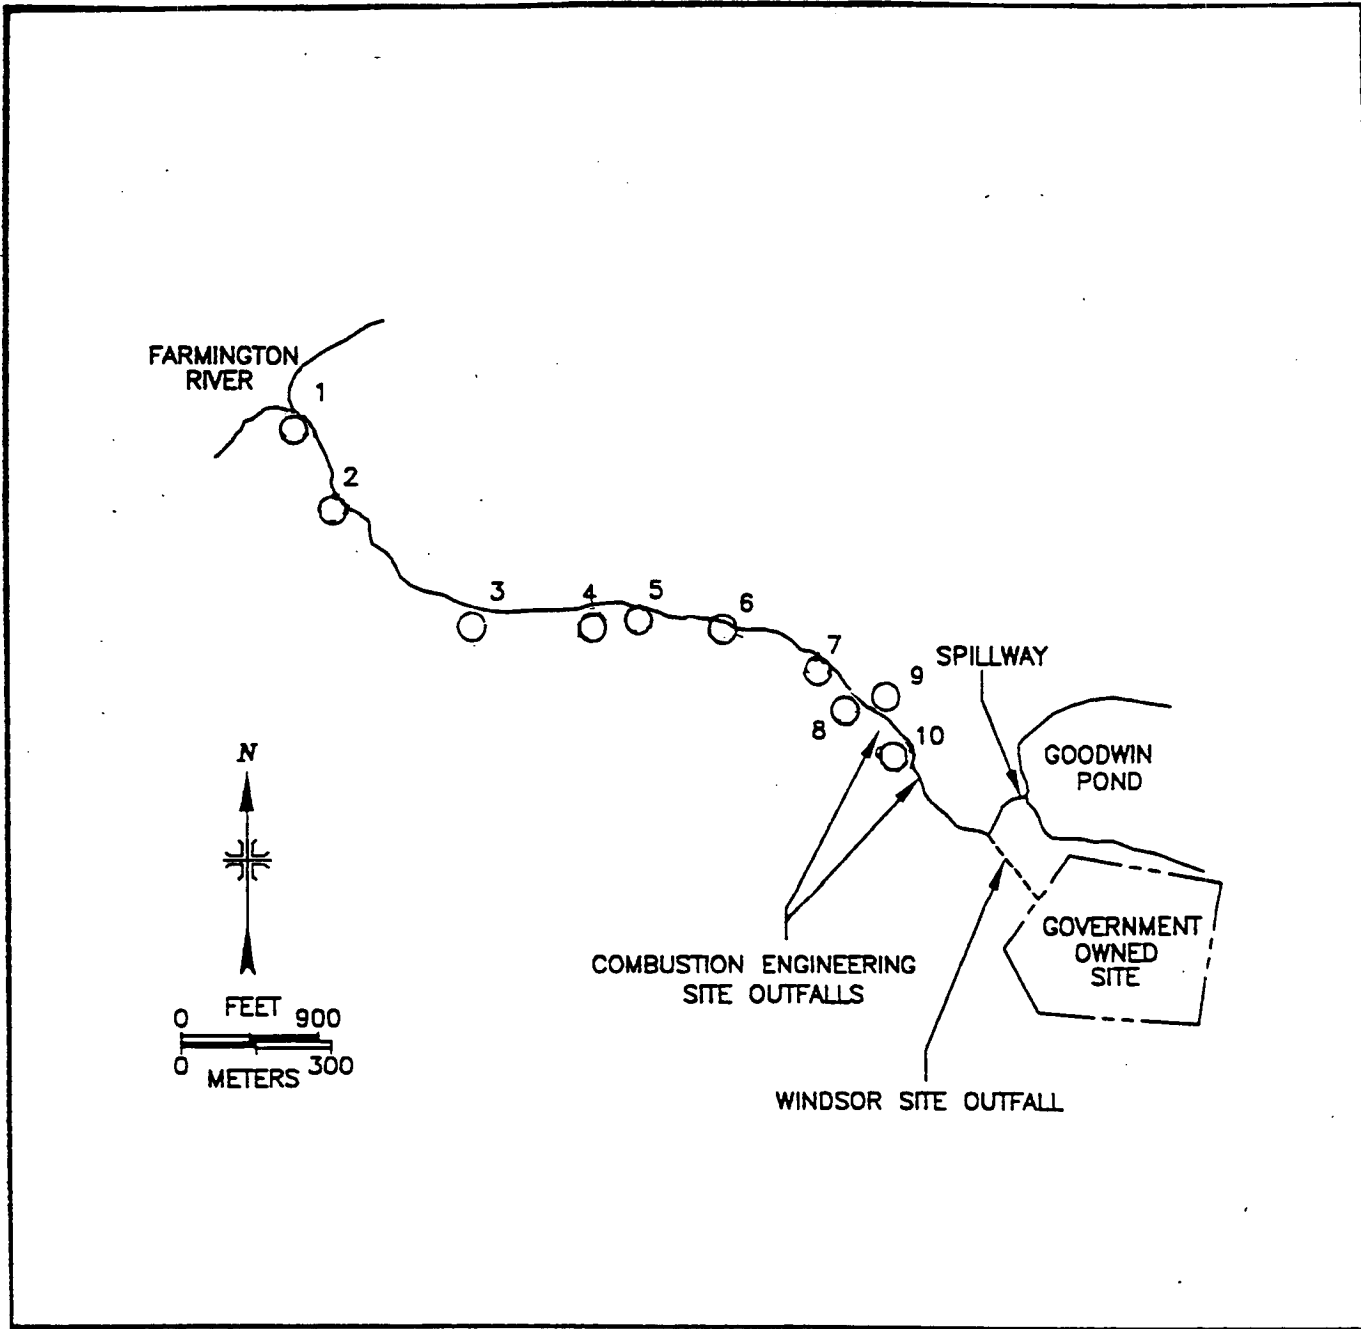 FARMINGTON
RIVER
1
2
3
4
5
6
7
8
9
10
SPILLWAY
GOODWIN
POND
N
COMBUSTION ENGINEERING
SITE OUTFALLS
GOVERNMENT
OWNED
SITE
FEET
0 900
0 300
METERS
WINDSOR SITE OUTFALL